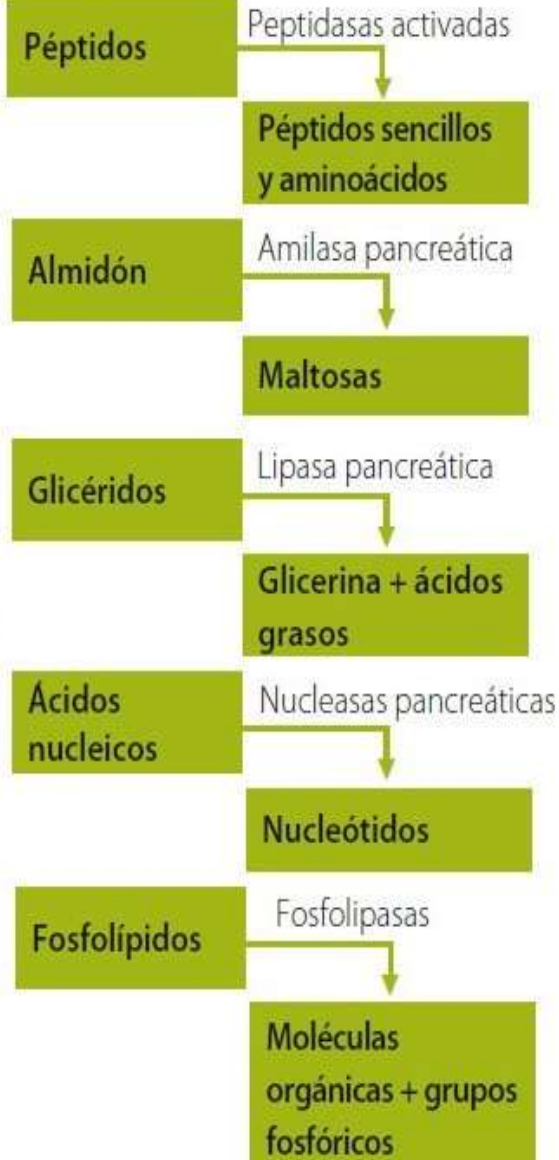 Péptidos
Peptidasas activadas
Péptidos sencillos
y aminoácidos
Almidón
Amilasa pancreática
Maltosas
Glicéridos
Lipasa pancreática
Glicerina + ácidos
grasos
Ácidos
nucleicos
Nucleasas pancreáticas
Nucleótidos
Fosfolípidos
Fosfolipasas
Moléculas
orgánicas + grupos
fosfóricos